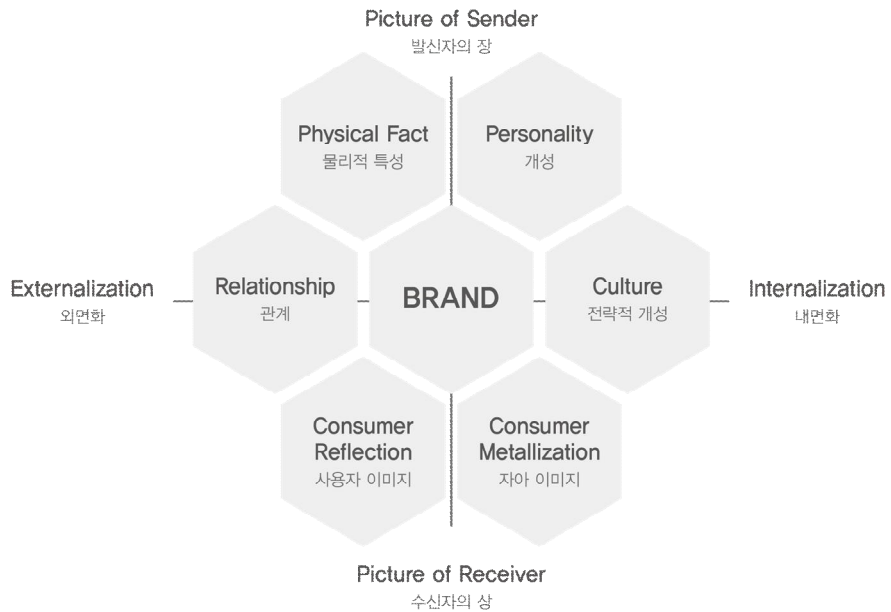 Picture of Sender
발신자의 장
Physical Fact
물리적 특성
Personality
개성
Externalization
외면화
Relationship
관계
BRAND
Culture
전략적 개성
Internalization
내면화
Consumer
Reflection
사용자 이미지
Consumer
Metallization
자아 이미지
Picture of Receiver
수신자의 상